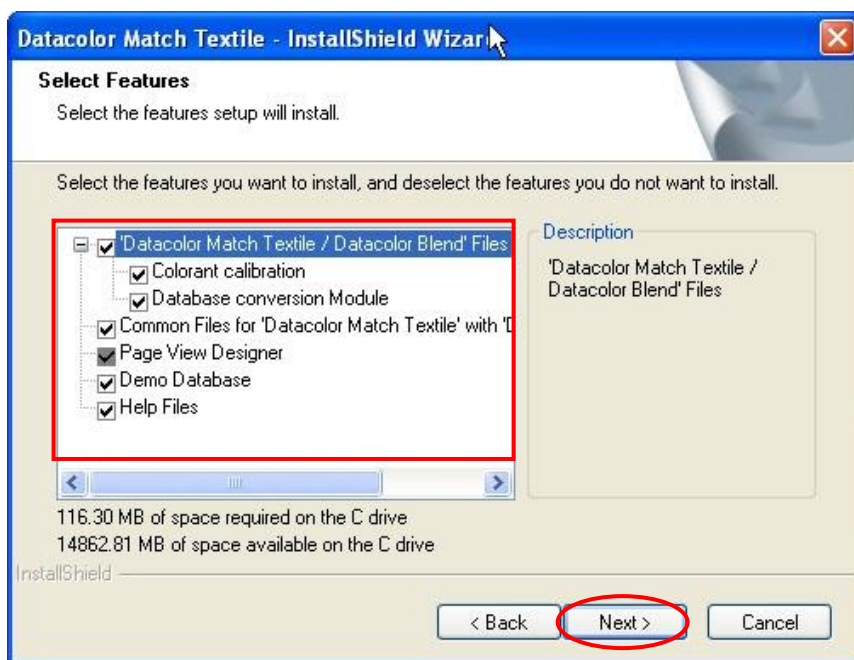 Datacolor Match Textile - InstallShield Wizar
Select Features
Select the features setup will install.
Select the features you want to install, and deselect the features you do not want to install.
'Datacolor Match Textile / Datacolor Blend' Files
Colorant calibration
Database conversion Module
Common Files for 'Datacolor Match Textile' with '
Page View Designer
Demo Database
Help Files
Description
'Datacolor Match Textile /
Datacolor Blend' Files
116.30 MB of space required on the C drive
14862.81 MB of space available on the C drive
InstallShield
< Back
Next >
Cancel